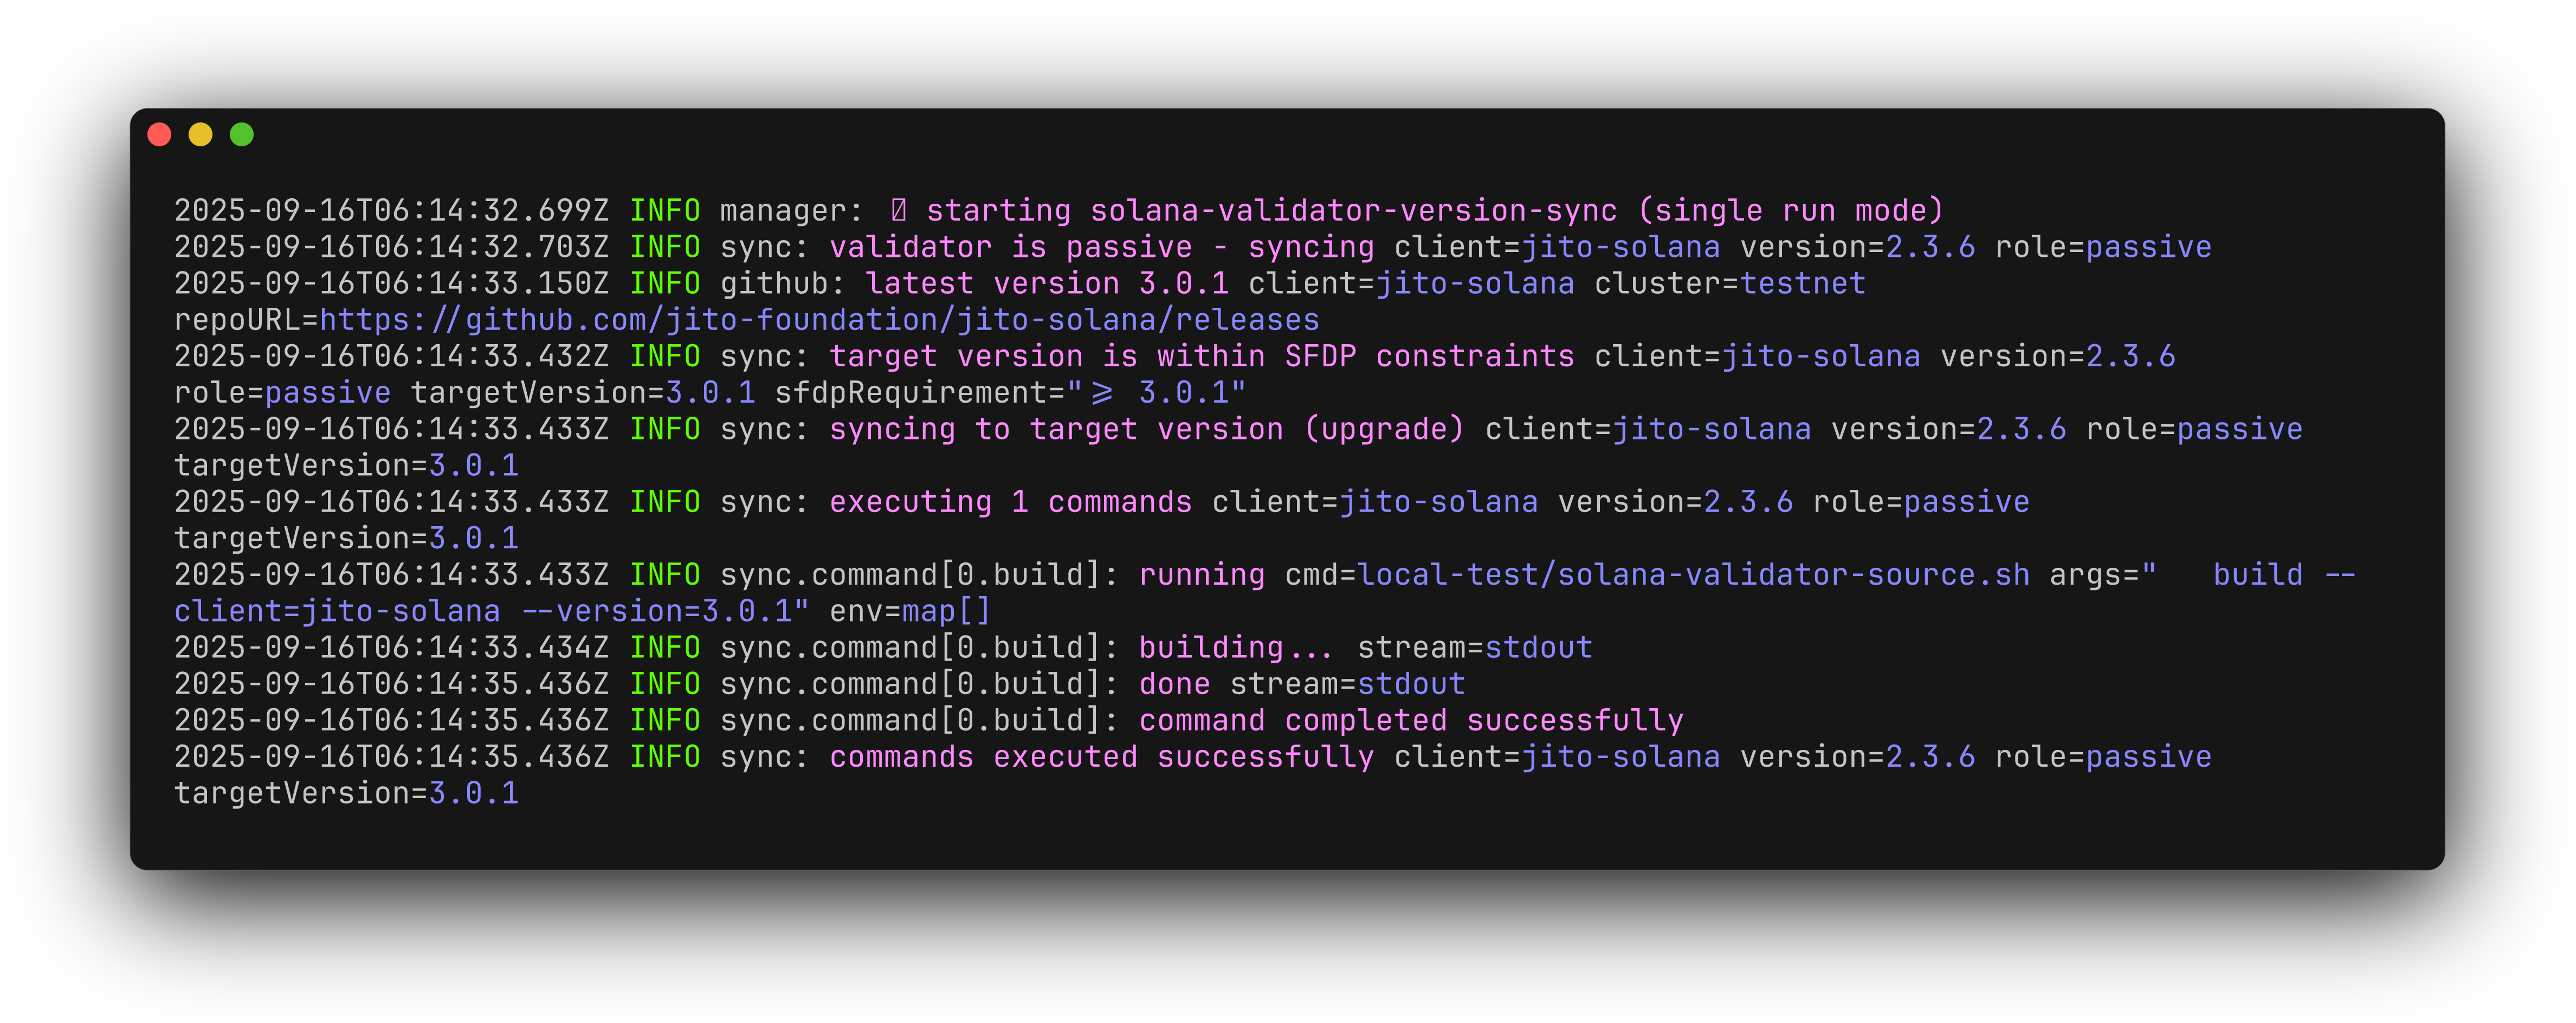 2025-09-16T06:14:32.699Z INFO manager: starting solana-validator-version-sync (single run mode)
2025-09-16T06:14:32.703Z INFO sync: validator is passive - syncing client=jito-solana version=2.3.6 role=passive
2025-09-16T06:14:33.150Z INFO github: latest version 3.0.1 client=jito-solana cluster=testnet
repoURL=https://github.com/jito-foundation/jito-solana/releases
2025-09-16T06:14:33.432Z INFO sync: target version is within SFDP constraints client=jito-solana version=2.3.6
role=passive targetVersion=3.0.1 sfdpRequirement=">= 3.0.1"
2025-09-16T06:14:33.433Z INFO sync: syncing to target version (upgrade) client=jito-solana version=2.3.6 role=passive
targetVersion=3.0.1
2025-09-16T06:14:33.433Z INFO sync: executing 1 commands client=jito-solana version=2.3.6 role=passive
targetVersion=3.0.1
2025-09-16T06:14:33.433Z INFO sync.command[0.build]: running cmd=local-test/solana-validator-source.sh args="   build --
client=jito-solana --version=3.0.1" env=map[]
2025-09-16T06:14:33.434Z INFO sync.command[0.build]: building... stream=stdout
2025-09-16T06:14:35.436Z INFO sync.command[0.build]: done stream=stdout
2025-09-16T06:14:35.436Z INFO sync.command[0.build]: command completed successfully
2025-09-16T06:14:35.436Z INFO sync: commands executed successfully client=jito-solana version=2.3.6 role=passive
targetVersion=3.0.1